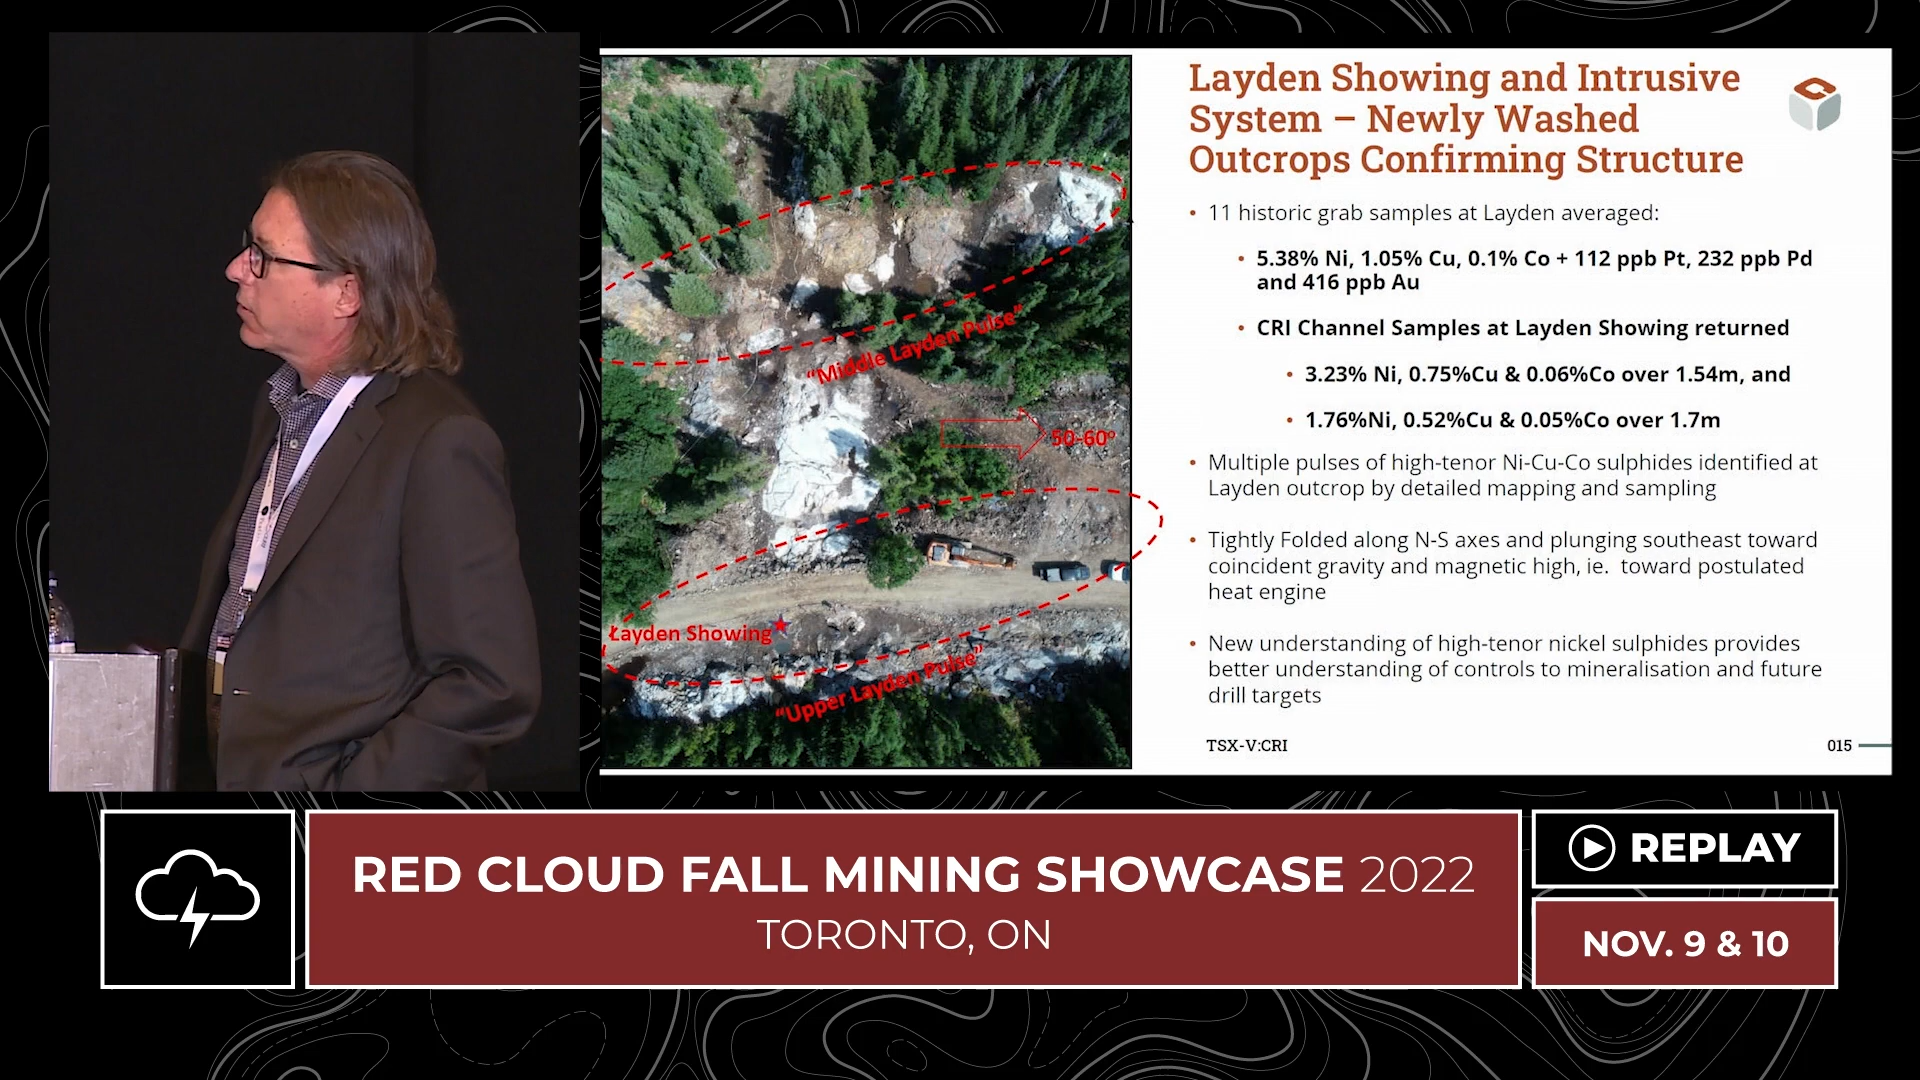 Layden Showing and Intrusive
System – Newly Washed
Outcrops Confirming Structure
• 11 historic grab samples at Layden averaged:
• 5.38% Ni, 1.05% Cu, 0.1% Co + 112 ppb Pt, 232 ppb Pd
and 416 ppb Au
• CRI Channel Samples at Layden Showing returned
• 3.23% Ni, 0.75%Cu & 0.06%Co over 1.54m, and
• 1.76%Ni, 0.52%Cu & 0.05%Co over 1.7m
• Multiple pulses of high-tenor Ni-Cu-Co sulphides identified at
Layden outcrop by detailed mapping and sampling
• Tightly Folded along N-S axes and plunging southeast toward
coincident gravity and magnetic high, ie. toward postulated
heat engine
• New understanding of high-tenor nickel sulphides provides
better understanding of controls to mineralisation and future
drill targets
TSX-V:CRI
015
“Middle Layden Pulse”
50-60º
Layden Showing
“Upper Layden Pulse”
RED CLOUD FALL MINING SHOWCASE 2022
TORONTO, ON
REPLAY
NOV. 9 & 10